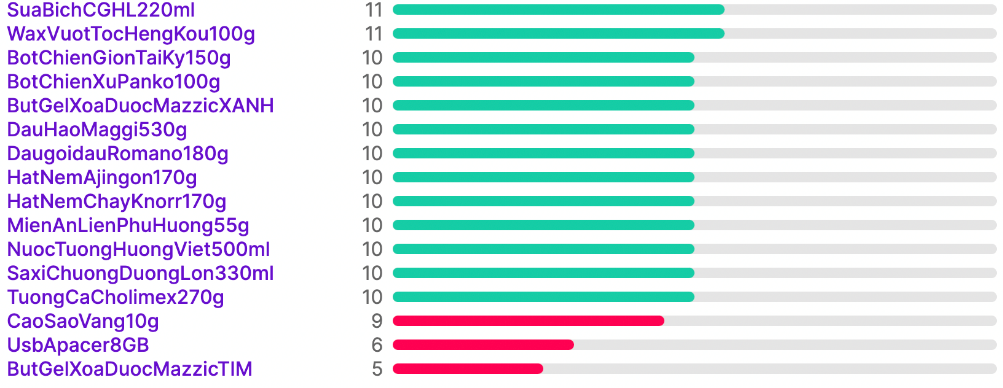 SuaBichCGHL220ml 11
WaxVuotTocHengKou100g 11
BotChienGionTaiKy150g 10
BotChienXuPanko100g 10
ButGelXoaDuocMazzicXANH 10
DauHaoMaggi530g 10
DaugoidauRomano180g 10
HatNemAjingon170g 10
HatNemChayKnorr170g 10
MienAnLienPhuHuong55g 10
NuocTuongHuongViet500ml 10
SaxiChuongDuongLon330ml 10
TuongCaCholimex270g 10
CaoSaoVang10g 9
UsbApacer8GB 6
ButGelXoaDuocMazzicTIM 5